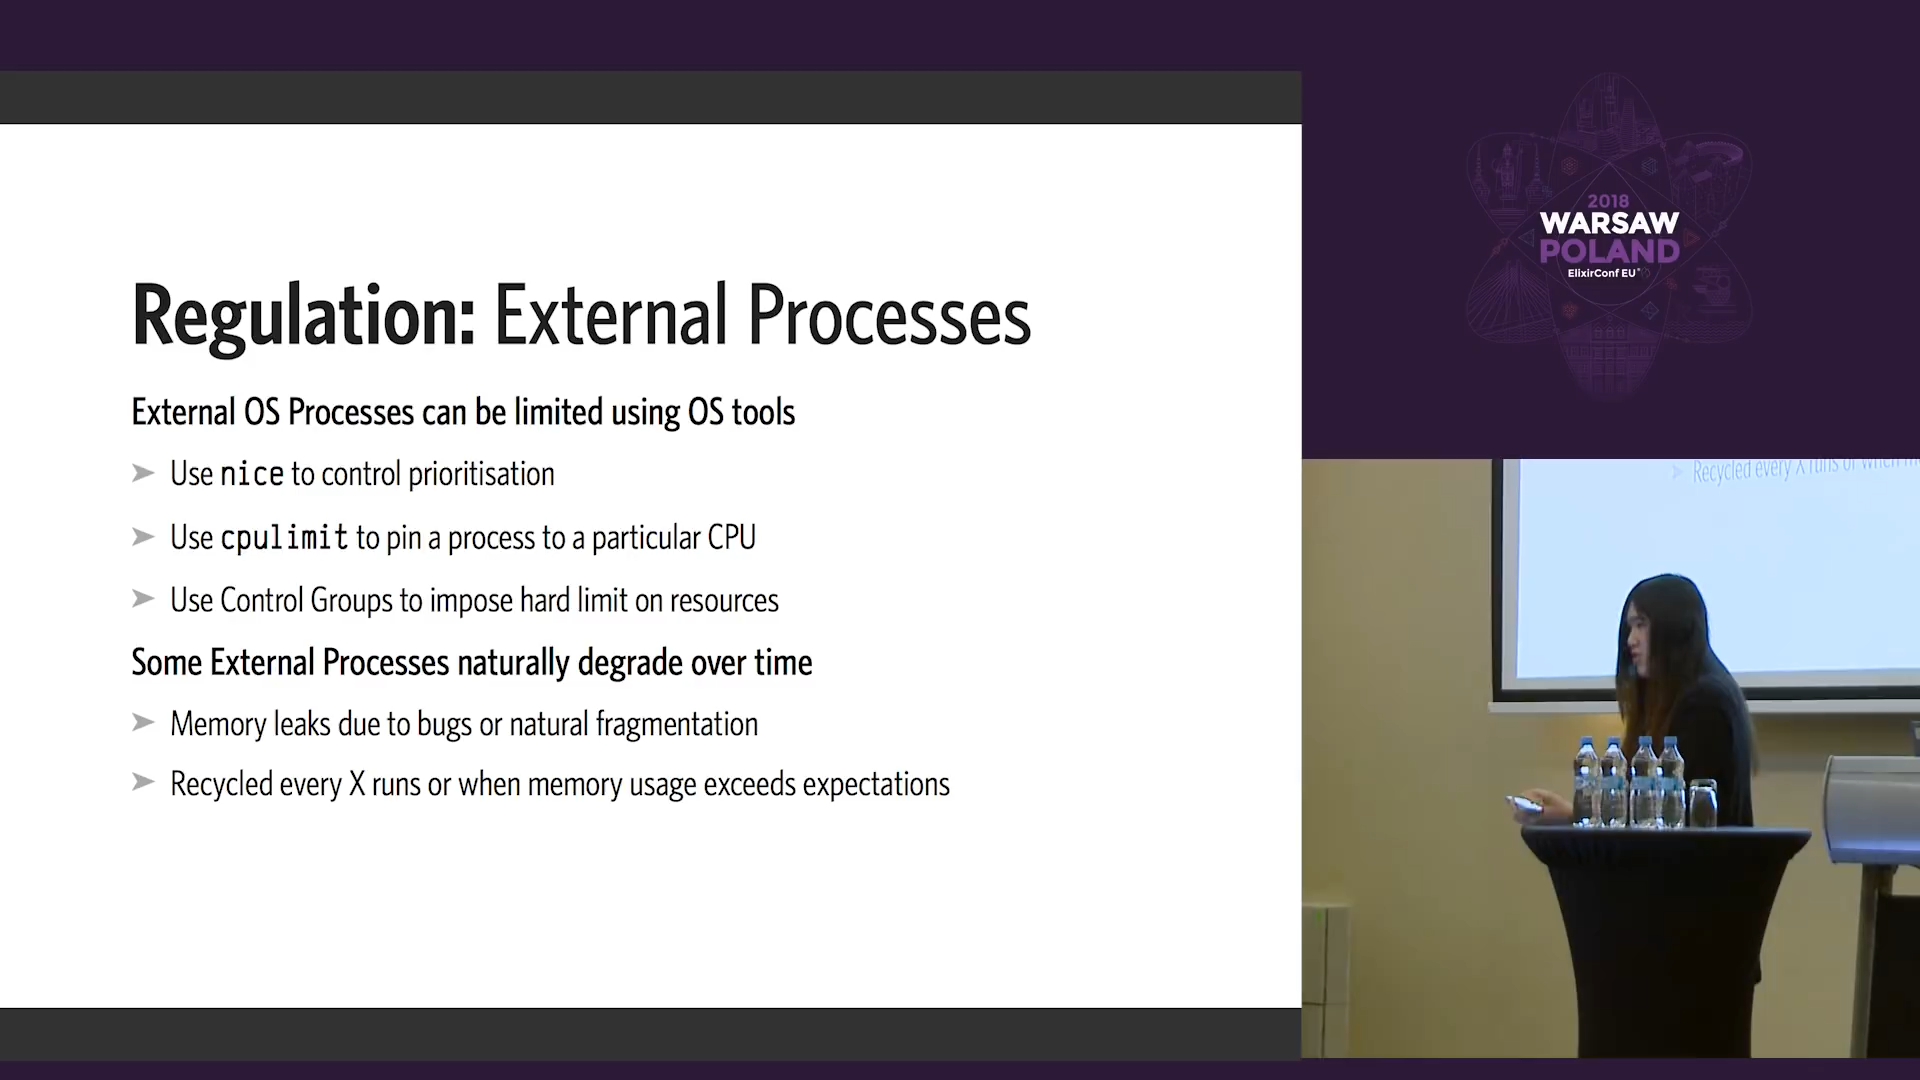 Regulation: External Processes
External OS Processes can be limited using OS tools
➤ Use nice to control prioritisation
➤ Use cpulimit to pin a process to a particular CPU
➤ Use Control Groups to impose hard limit on resources
Some External Processes naturally degrade over time
➤ Memory leaks due to bugs or natural fragmentation
➤ Recycled every X runs or when memory usage exceeds expectations
2018
WARSAW
POLAND
ElixirConf EU
➤ Recycled every X runs or when